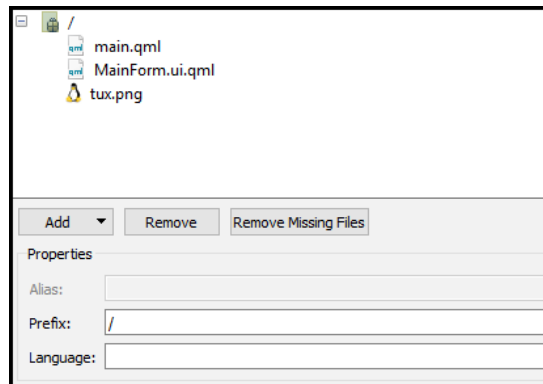 /
main.qml
MainForm.ui.qml
tux.png
Add Remove Remove Missing Files
Properties
Alias:
Prefix: /
Language: